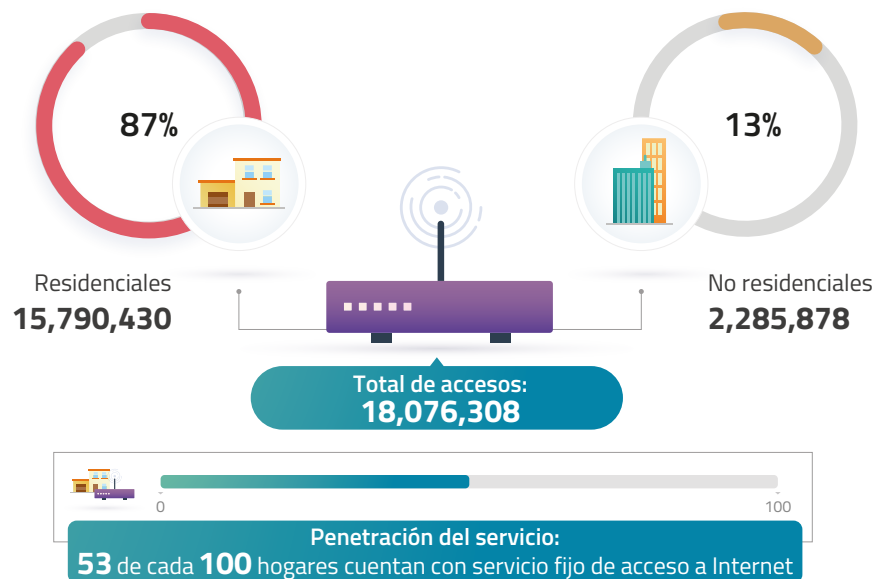 87%
13%
Residenciales
15,790,430
No residenciales
2,285,878
Total de accesos:
18,076,308
0
100
Penetración del servicio:
53 de cada 100 hogares cuentan con servicio fijo de acceso a Internet